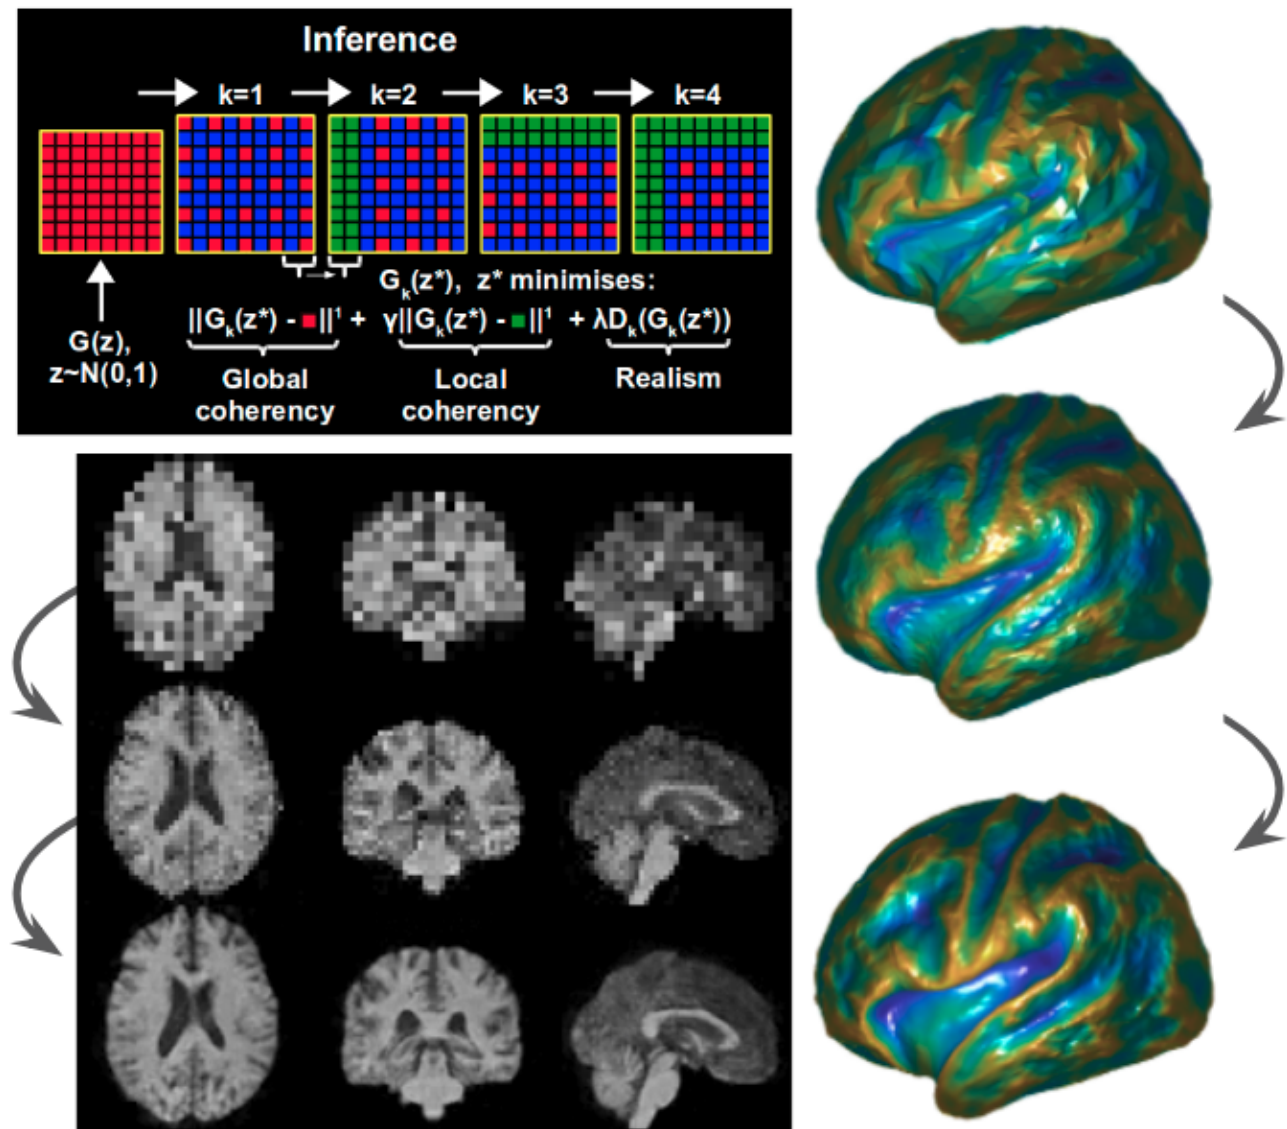 Inference
k=1 k=2 k=3 k=4
G(z),
z~N(0,1)
Gₖ(z*), z* minimises:
||Gₖ(z*) - ■||¹ + γ||Gₖ(z*) - ■||¹ + λDₖ(Gₖ(z*))
Global
coherency
Local
coherency
Realism